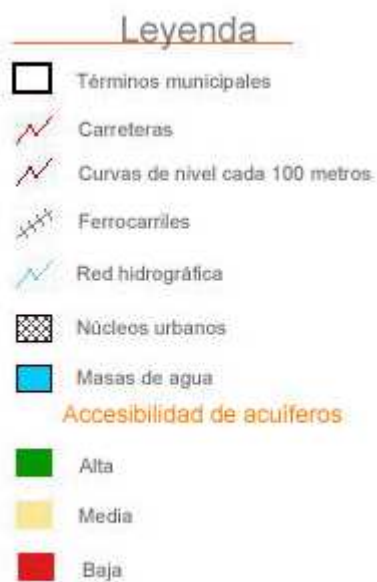 Leyenda
Términos municipales
Carreteras
Curvas de nivel cada 100 metros
Ferrocarriles
Red hidrográfica
Núcleos urbanos
Masas de agua
Accesibilidad de acuíferos
Alta
Media
Baja